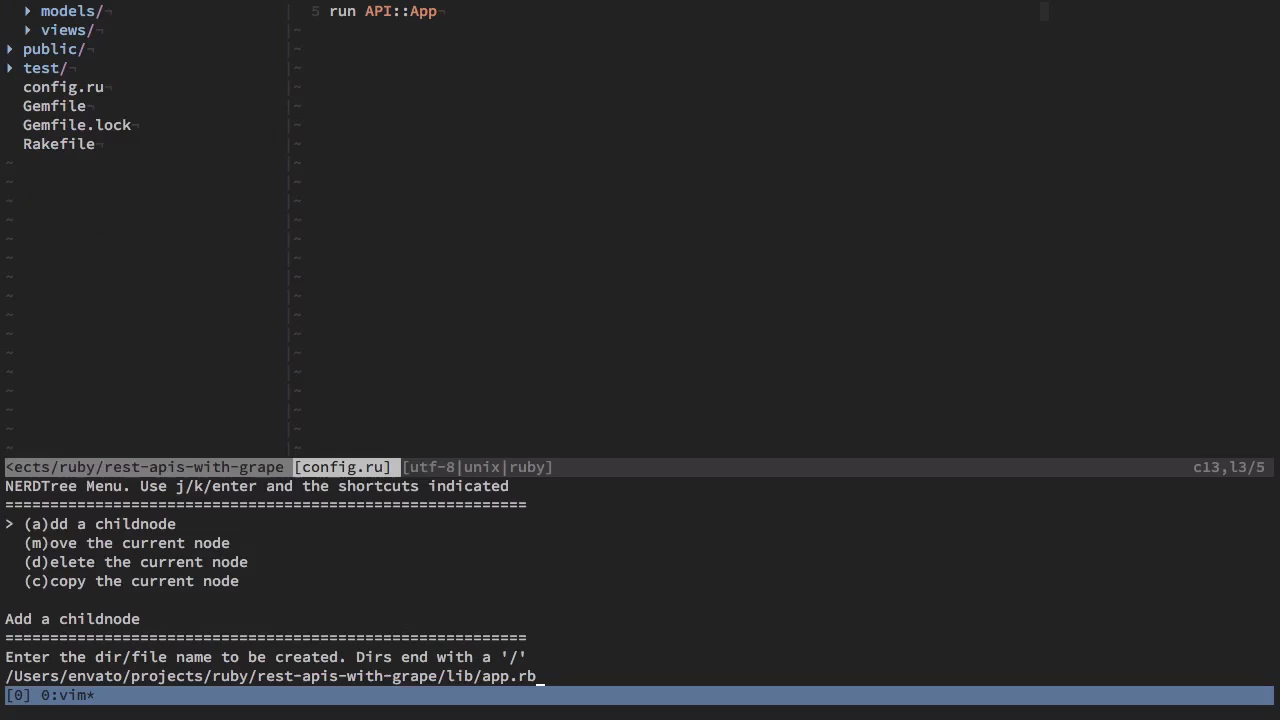 ▸ models/¬
▸ views/¬
▸ public/¬
▸ test/¬
config.ru¬
Gemfile¬
Gemfile.lock¬
Rakefile¬
5 run API::App¬
<ects/ruby/rest-apis-with-grape [config.ru] [utf-8|unix|ruby] c13,l3/5
NERDTree Menu. Use j/k/enter and the shortcuts indicated
==========================================================
> (a)dd a childnode
(m)ove the current node
(d)elete the current node
(c)copy the current node
Add a childnode
==========================================================
Enter the dir/file name to be created. Dirs end with a '/'
/Users/envato/projects/ruby/rest-apis-with-grape/lib/app.rb_
[0] 0:vim*